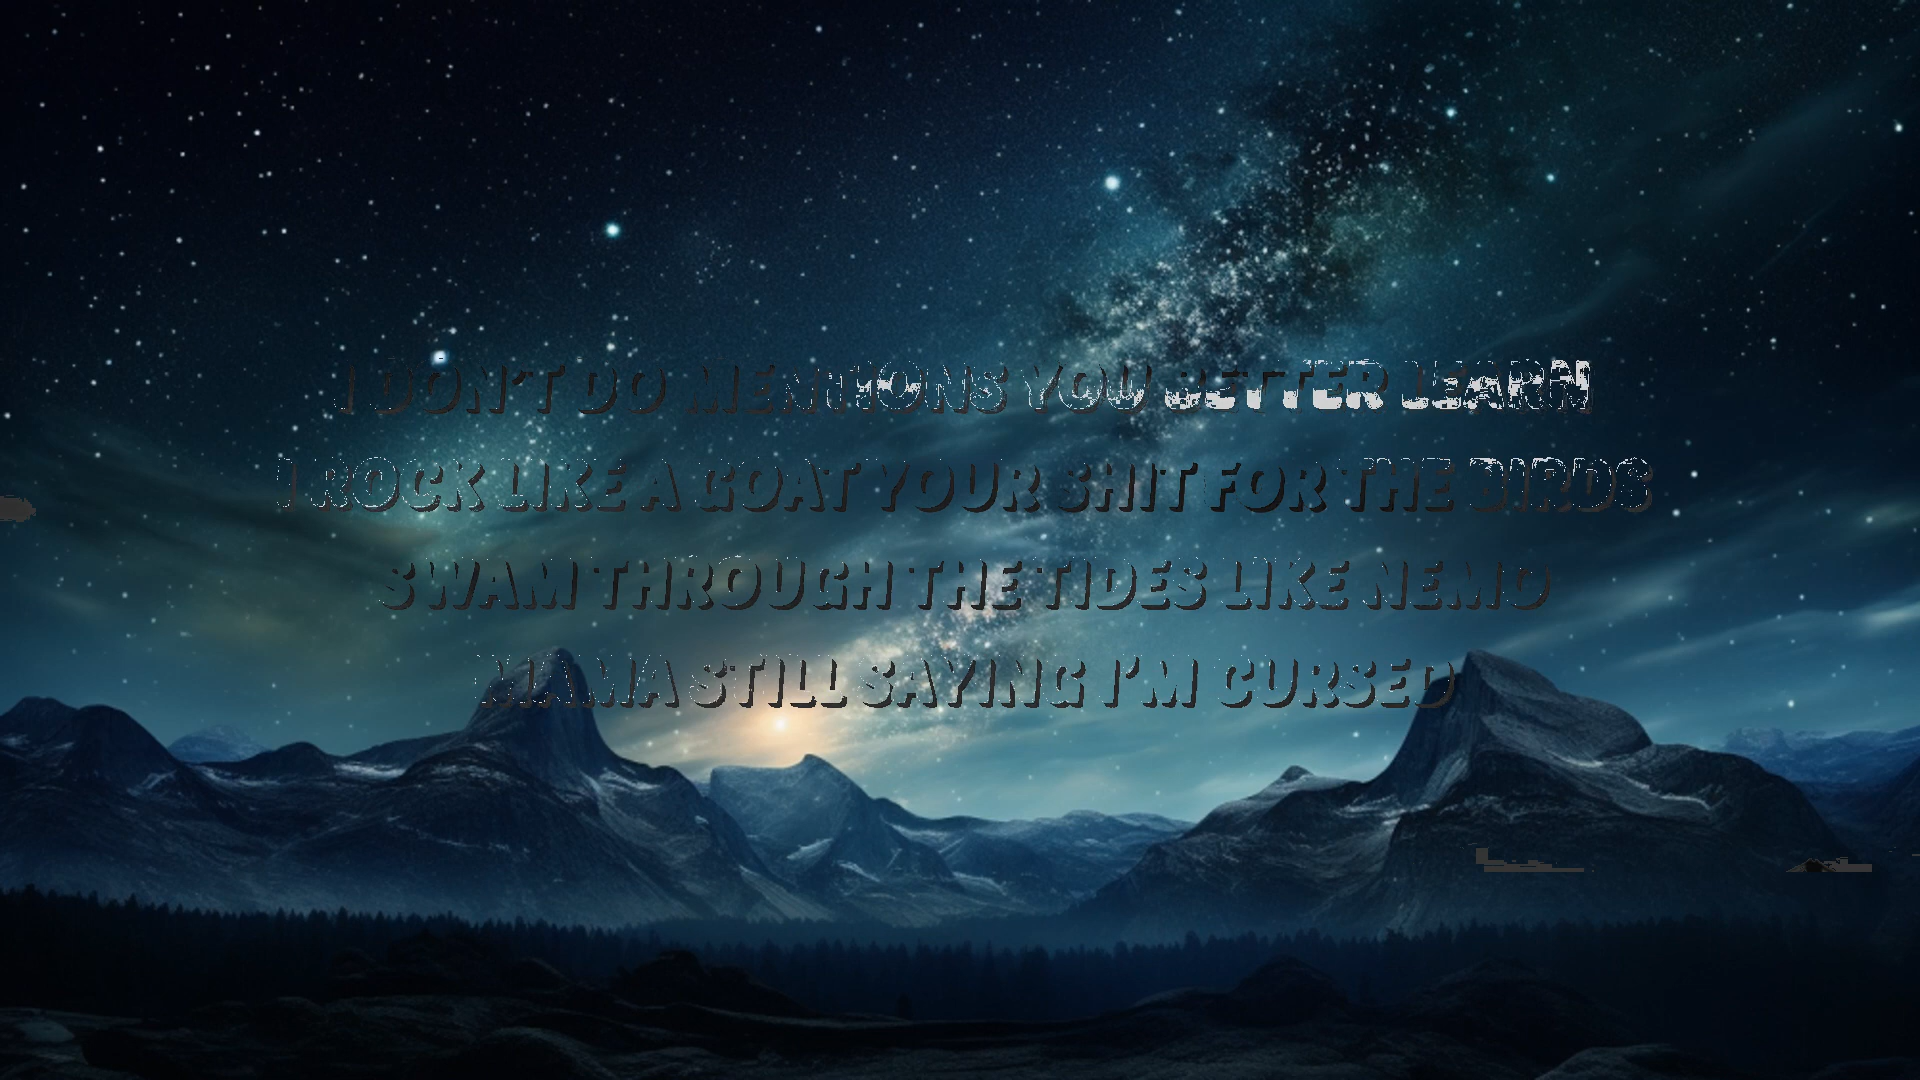 I DON'T DO MENTIONS YOU BETTER LEARN
I ROCK LIKE A GOAT YOUR SHIT FOR THE BIRDS
SWAM THROUGH THE TIDES LIKE NEMO
MAMA STILL SAYING I'M CURSED